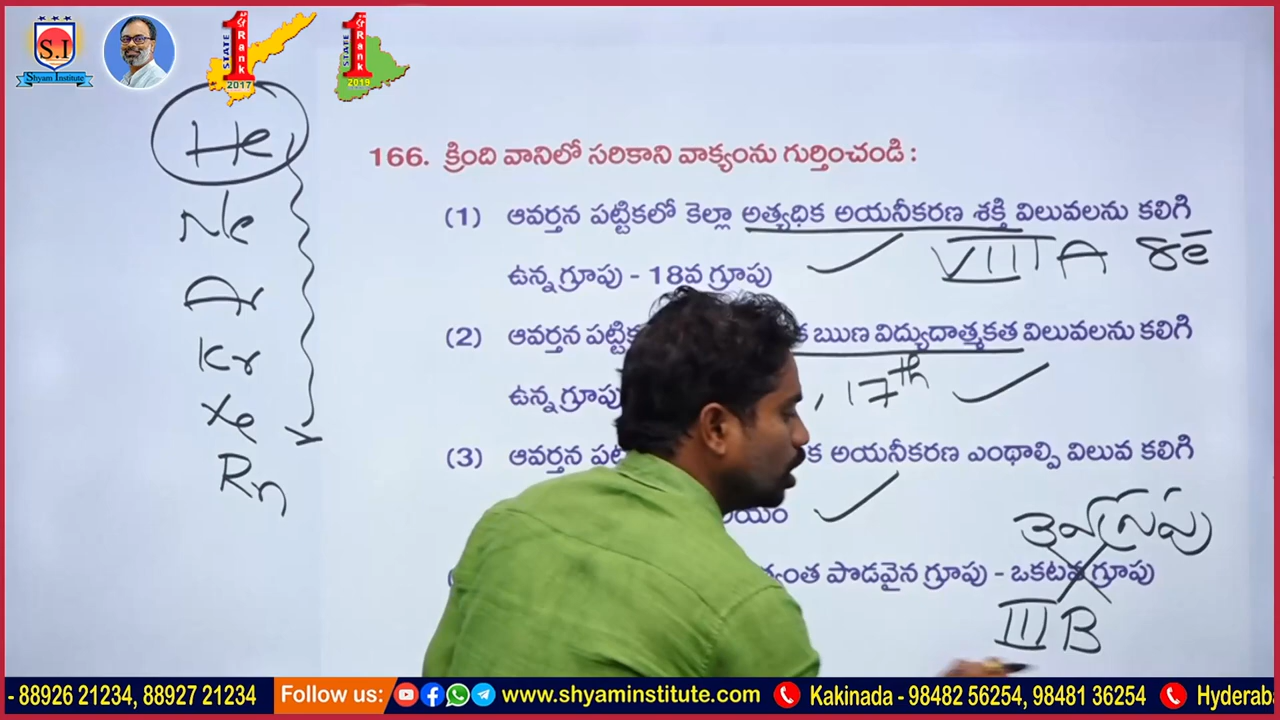 S.I
Shyam Institute
STATE 1st Rank 2017
STATE 1st Rank 2019
He
Ne
Ar
Kr
Xe
Rn
166. క్రింది వానిలో సరికాని వాక్యంను గుర్తించండి :
(1) ఆవర్తన పట్టికలో కెల్లా అత్యధిక అయనీకరణ శక్తి విలువలను కలిగి
VIIIA 8e-
ఉన్న గ్రూపు - 18వ గ్రూపు
(2) ఆవర్తన పట్టిక ఋణ విద్యుదాత్మకత విలువలను కలిగి
ఉన్న గ్రూపు , 17th
(3) ఆవర్తన అయనీకరణ ఎంథాల్పి విలువ కలిగి
3వ గ్రూపు
పొడవైన గ్రూపు - ఒకటవ గ్రూపు
IIIB
- 88926 21234, 88927 21234 Follow us: www.shyaminstitute.com Kakinada - 98482 56254, 98481 36254 Hyderaba